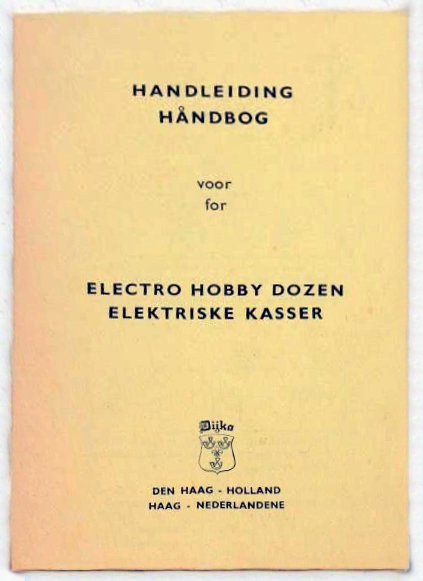 HANDLEIDING
HÅNDBOG
voor
for
ELECTRO HOBBY DOZEN
ELEKTRISKE KASSER
Dijka
DEN HAAG - HOLLAND
HAAG - NEDERLANDENE